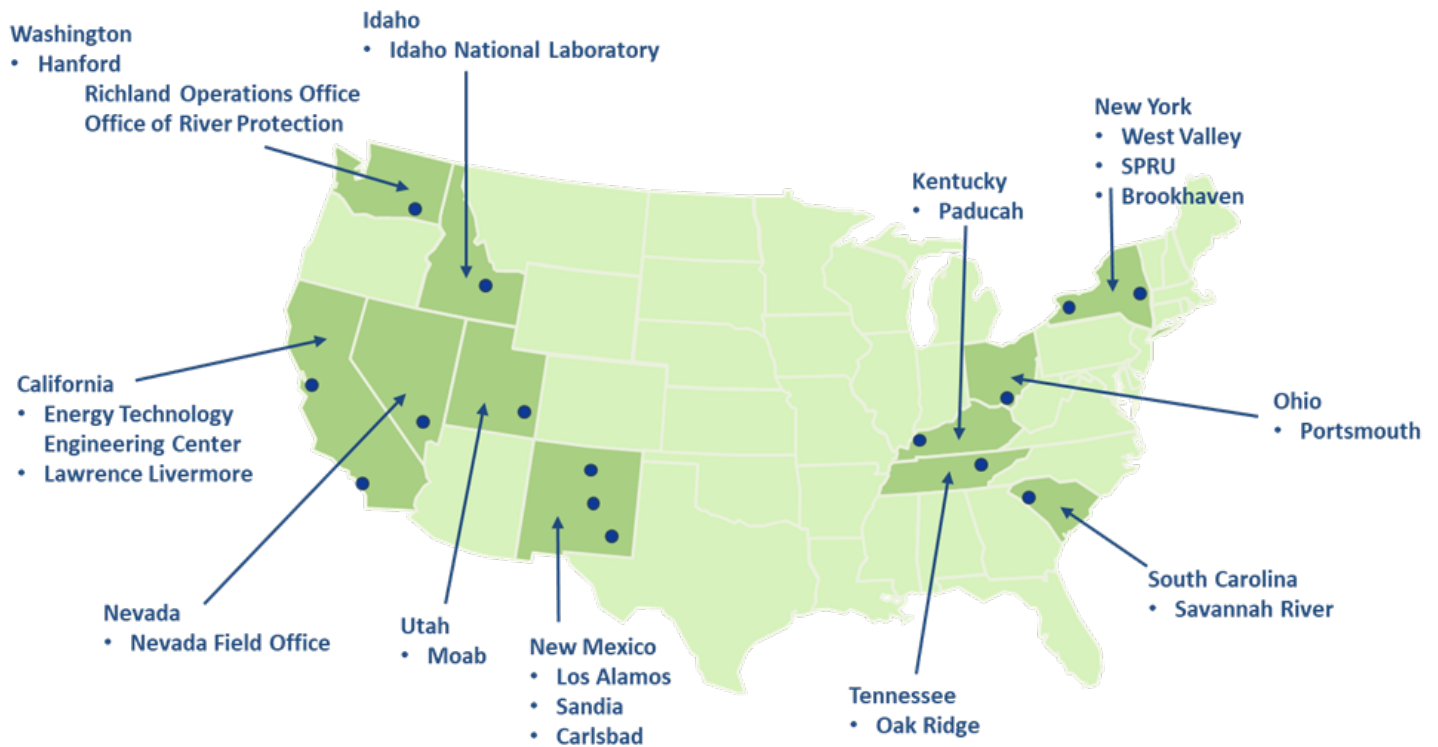 Washington
• Hanford
Richland Operations Office
Office of River Protection
Idaho
• Idaho National Laboratory
New York
• West Valley
• SPRU
• Brookhaven
Kentucky
• Paducah
California
• Energy Technology
Engineering Center
• Lawrence Livermore
Ohio
• Portsmouth
Nevada
• Nevada Field Office
Utah
• Moab
New Mexico
• Los Alamos
• Sandia
• Carlsbad
Tennessee
• Oak Ridge
South Carolina
• Savannah River